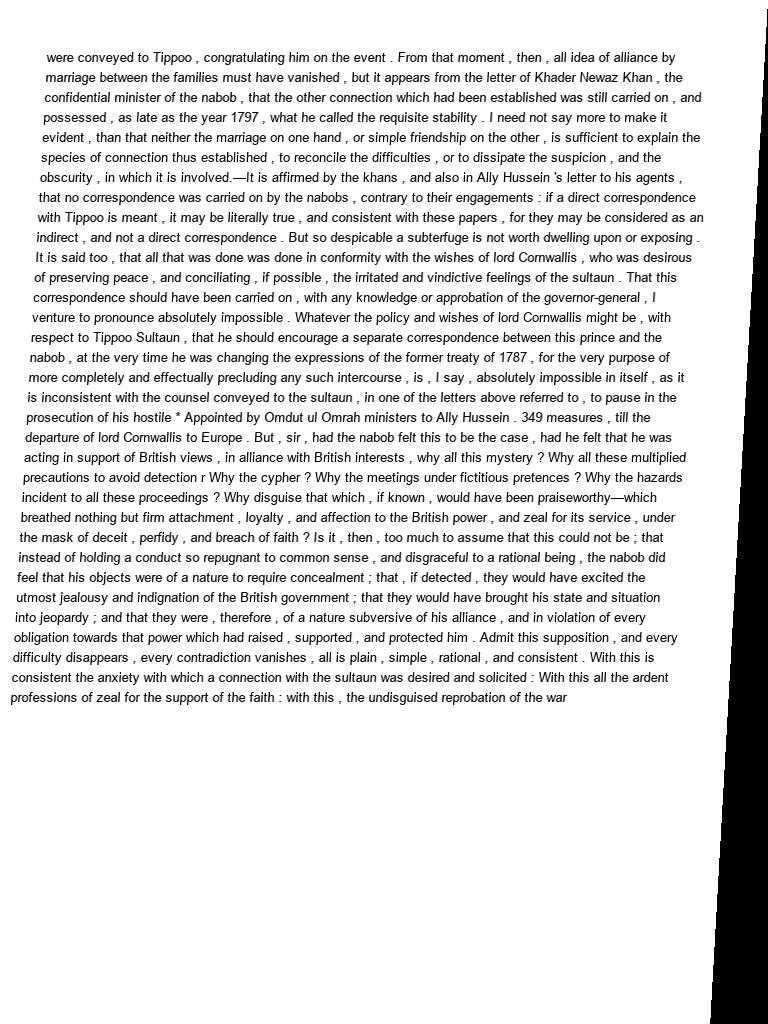 were conveyed to Tippoo , congratulating him on the event . From that moment , then , all idea of alliance by
marriage between the families must have vanished , but it appears from the letter of Khader Newaz Khan , the
confidential minister of the nabob , that the other connection which had been established was still carried on , and
possessed , as late as the year 1797 , what he called the requisite stability . I need not say more to make it
evident , than that neither the marriage on one hand , or simple friendship on the other , is sufficient to explain the
species of connection thus established , to reconcile the difficulties , or to dissipate the suspicion , and the
obscurity , in which it is involved.—It is affirmed by the khans , and also in Ally Hussein 's letter to his agents ,
that no correspondence was carried on by the nabobs , contrary to their engagements : if a direct correspondence
with Tippoo is meant , it may be literally true , and consistent with these papers , for they may be considered as an
indirect , and not a direct correspondence . But so despicable a subterfuge is not worth dwelling upon or exposing .
It is said too , that all that was done was done in conformity with the wishes of lord Cornwallis , who was desirous
of preserving peace , and conciliating , if possible , the irritated and vindictive feelings of the sultaun . That this
correspondence should have been carried on , with any knowledge or approbation of the governor-general , I
venture to pronounce absolutely impossible . Whatever the policy and wishes of lord Cornwallis might be , with
respect to Tippoo Sultaun , that he should encourage a separate correspondence between this prince and the
nabob , at the very time he was changing the expressions of the former treaty of 1787 , for the very purpose of
more completely and effectually precluding any such intercourse , is , I say , absolutely impossible in itself , as it
is inconsistent with the counsel conveyed to the sultaun , in one of the letters above referred to , to pause in the
prosecution of his hostile * Appointed by Omdut ul Omrah ministers to Ally Hussein . 349 measures , till the
departure of lord Cornwallis to Europe . But , sir , had the nabob felt this to be the case , had he felt that he was
acting in support of British views , in alliance with British interests , why all this mystery ? Why all these multiplied
precautions to avoid detection r Why the cypher ? Why the meetings under fictitious pretences ? Why the hazards
incident to all these proceedings ? Why disguise that which , if known , would have been praiseworthy—which
breathed nothing but firm attachment , loyalty , and affection to the British power , and zeal for its service , under
the mask of deceit , perfidy , and breach of faith ? Is it , then , too much to assume that this could not be ; that
instead of holding a conduct so repugnant to common sense , and disgraceful to a rational being , the nabob did
feel that his objects were of a nature to require concealment ; that , if detected , they would have excited the
utmost jealousy and indignation of the British government ; that they would have brought his state and situation
into jeopardy ; and that they were , therefore , of a nature subversive of his alliance , and in violation of every
obligation towards that power which had raised , supported , and protected him . Admit this supposition , and every
difficulty disappears , every contradiction vanishes , all is plain , simple , rational , and consistent . With this is
consistent the anxiety with which a connection with the sultaun was desired and solicited : With this all the ardent
professions of zeal for the support of the faith : with this , the undisguised reprobation of the war